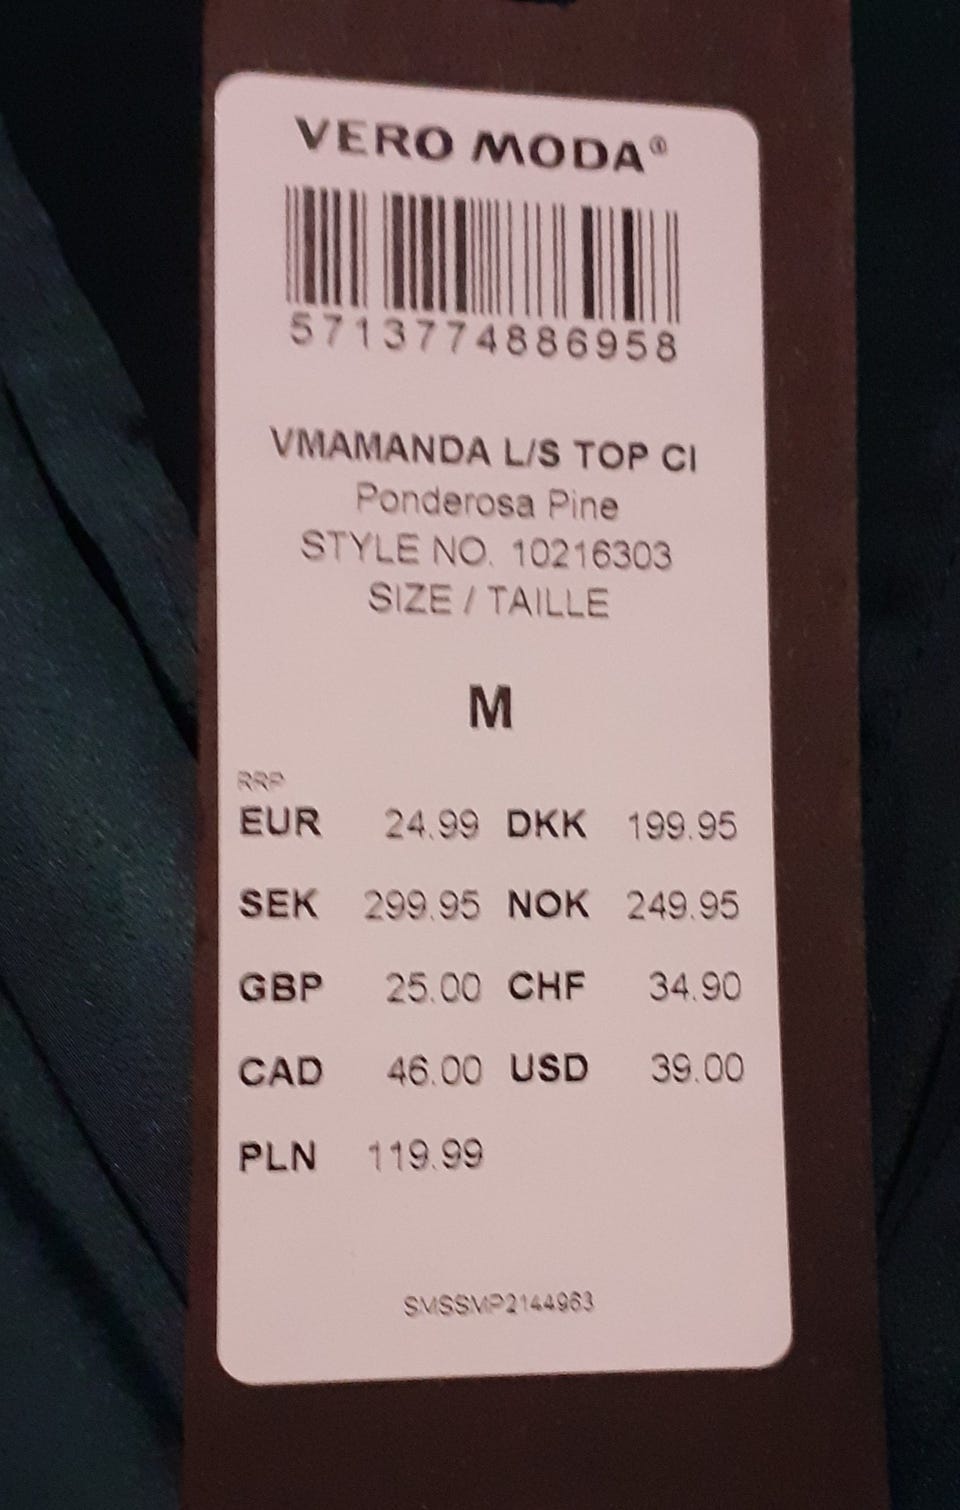 VERO MODA®
5713774886958
VMAMANDA L/S TOP CI
Ponderosa Pine
STYLE NO. 10216303
SIZE / TAILLE
M
RRP
EUR 24.99 DKK 199.95
SEK 299.95 NOK 249.95
GBP 25.00 CHF 34.90
CAD 46.00 USD 39.00
PLN 119.99
SMSSMP2144963